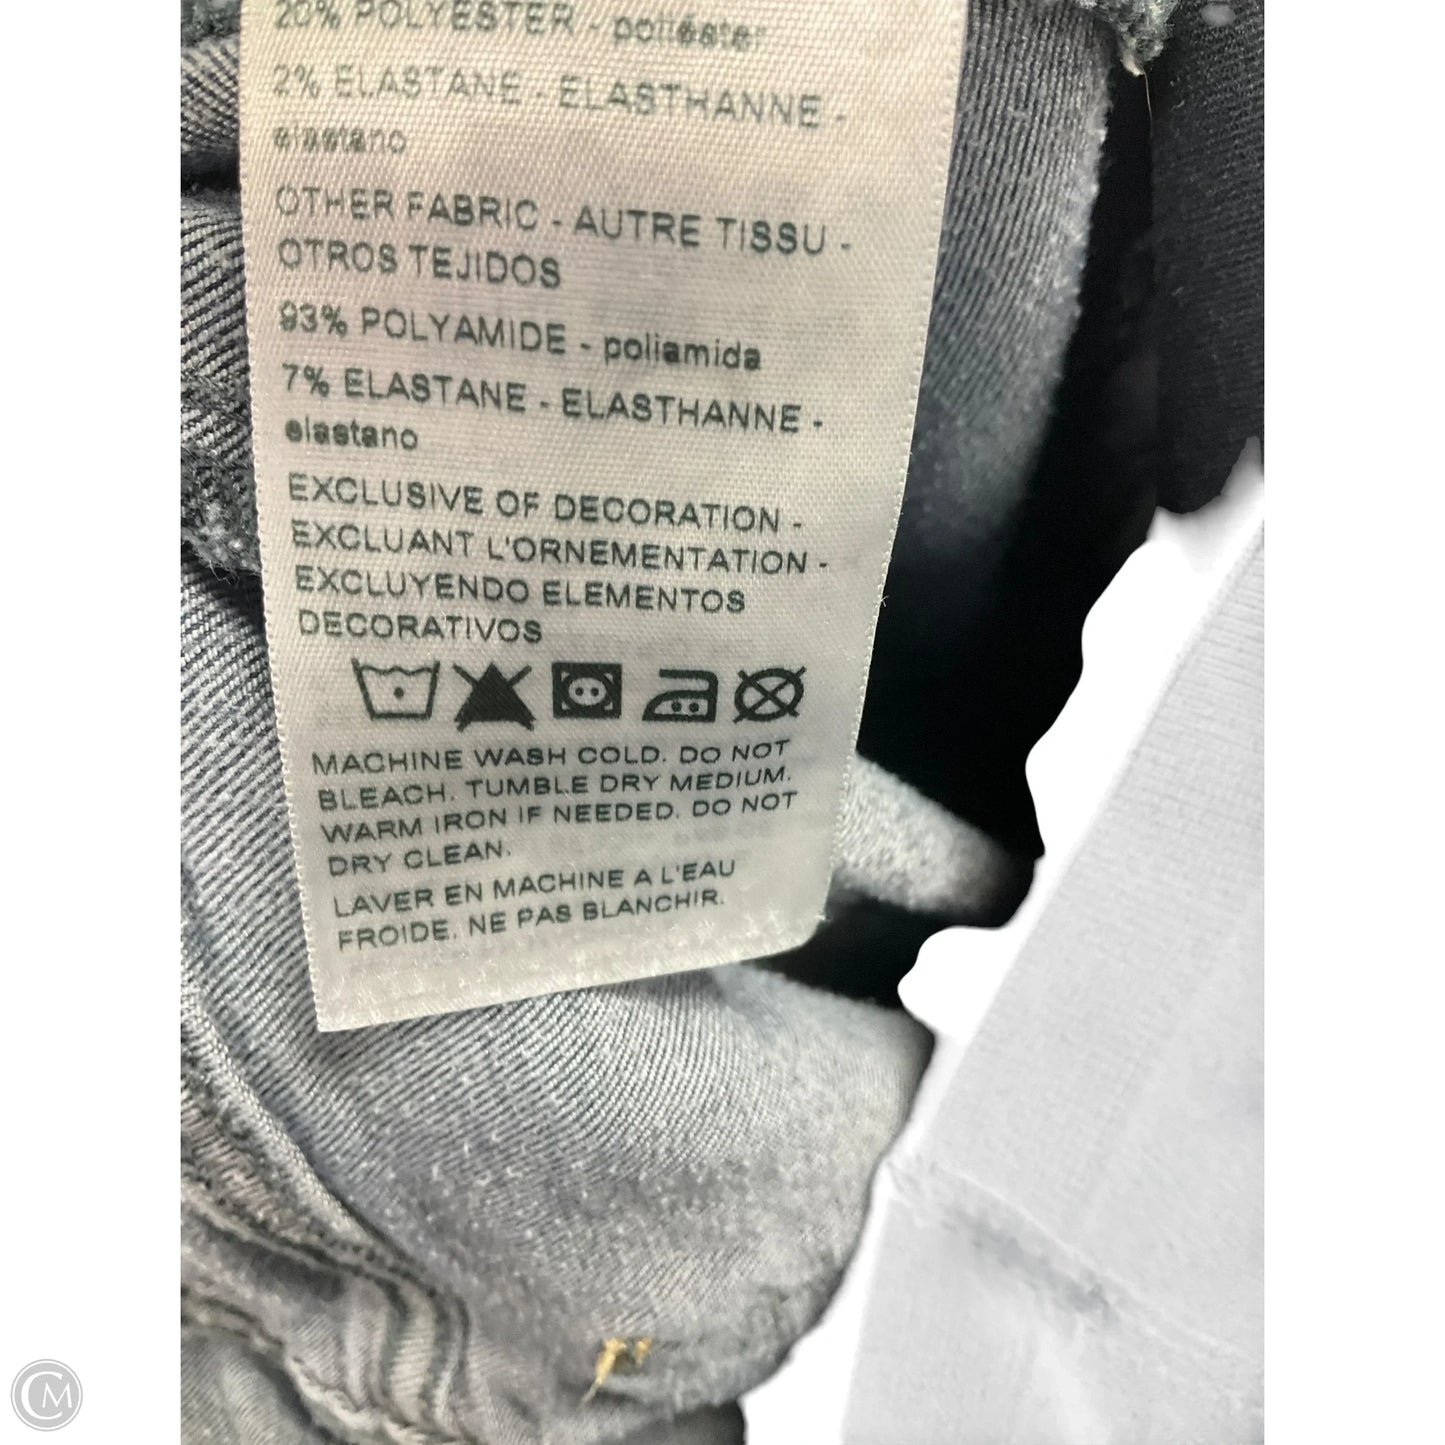 20% POLYESTER - poliéster
2% ELASTANE - ELASTHANNE -
elastano
OTHER FABRIC - AUTRE TISSU -
OTROS TEJIDOS
93% POLYAMIDE - poliamida
7% ELASTANE - ELASTHANNE -
elastano
EXCLUSIVE OF DECORATION -
EXCLUANT L'ORNEMENTATION -
EXCLUYENDO ELEMENTOS
DECORATIVOS
MACHINE WASH COLD. DO NOT
BLEACH. TUMBLE DRY MEDIUM.
WARM IRON IF NEEDED. DO NOT
DRY CLEAN.
LAVER EN MACHINE A L'EAU
FROIDE. NE PAS BLANCHIR.
CM